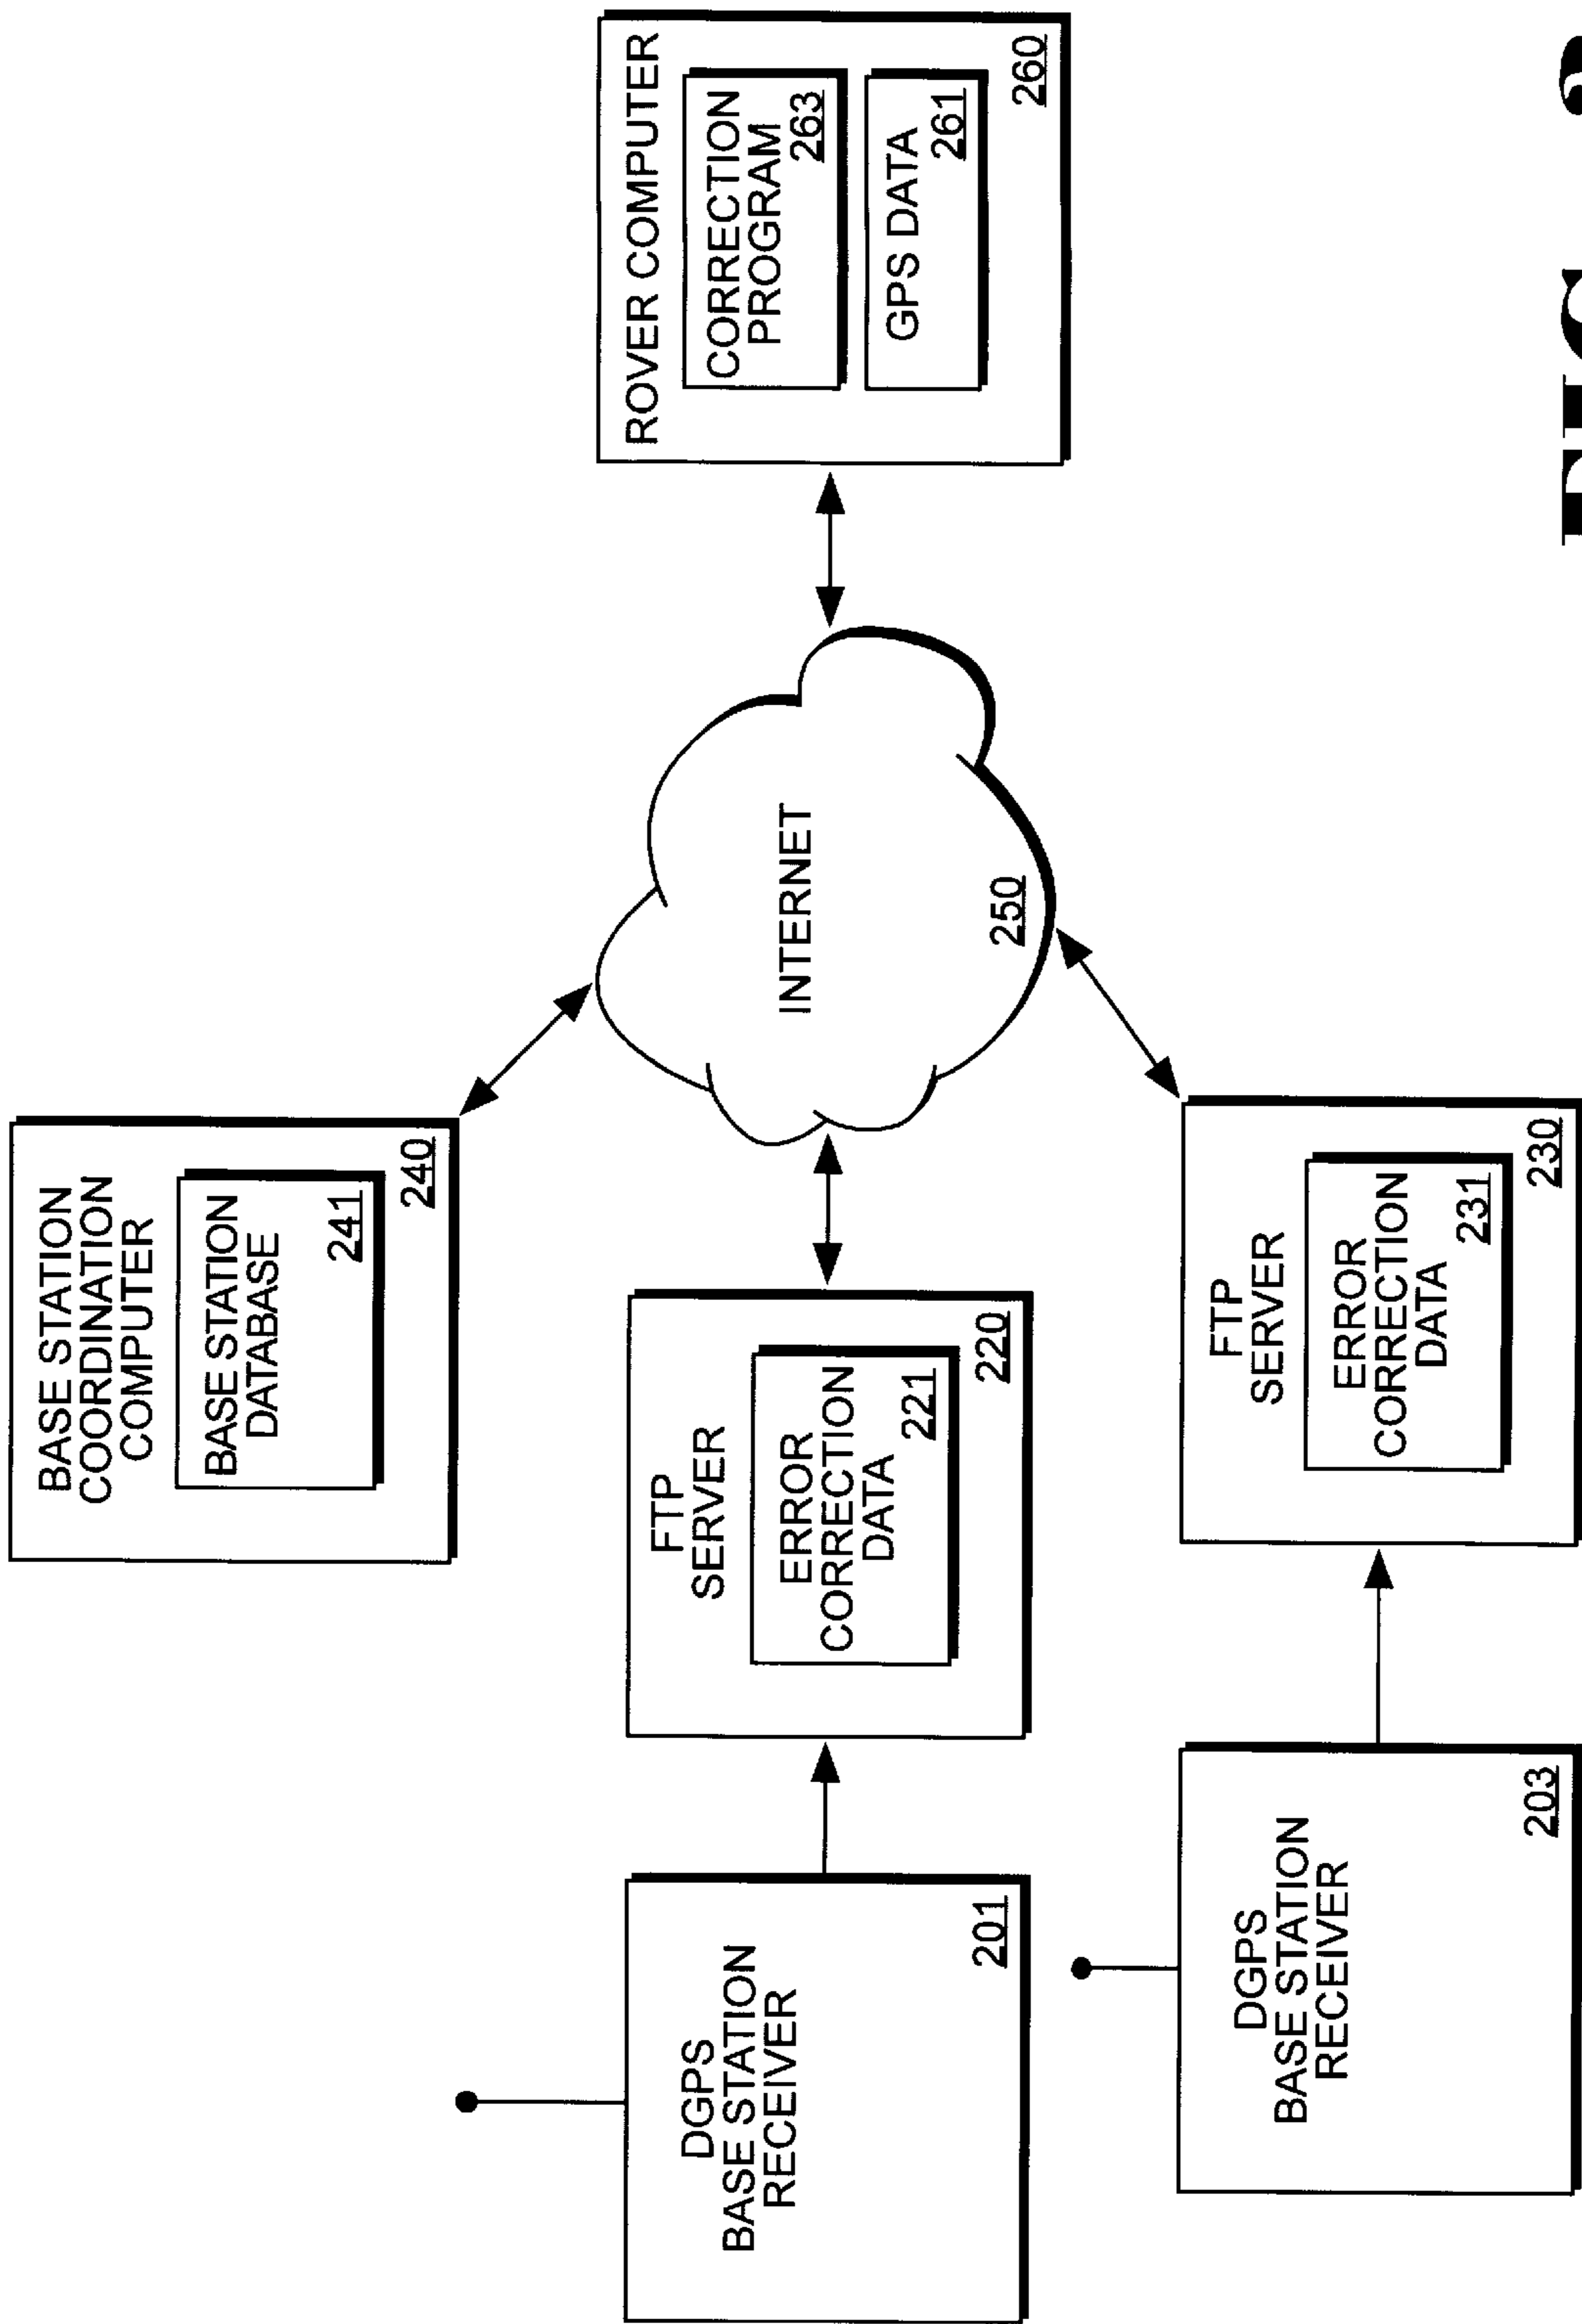 BASE STATION
COORDINATION
COMPUTER
BASE STATION
DATABASE
241
240
DGPS
BASE STATION
RECEIVER
201
FTP
SERVER
ERROR
CORRECTION
DATA
221
220
INTERNET
250
ROVER COMPUTER
CORRECTION
PROGRAM
263
GPS DATA
261
260
DGPS
BASE STATION
RECEIVER
203
FTP
SERVER
ERROR
CORRECTION
DATA
231
230